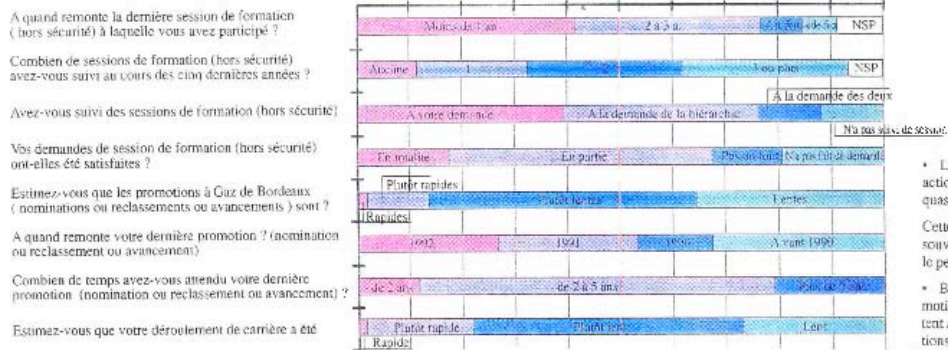 A quand remonte la dernière session de formation
( hors sécurité) à laquelle vous avez participé ?
Moins de 1 an
2 à 5 a.
NSP
Combien de sessions de formation (hors sécurité)
avez-vous suivi au cours des cinq dernières années ?
Aucune
1
2
3 ou plus
NSP
A la demande des deux
Avez-vous suivi des sessions de formation (hors sécurité)
A votre demande
A la demande de la hiérarchie
N'a pas suivi de session
Vos demandes de session de formation (hors sécurité)
ont-elles été satisfaites ?
En totalité
En partie
Pas du tout
N'a pas fait de demande
Plutôt rapides
Estimez-vous que les promotions à Gaz de Bordeaux
( nominations ou reclassements ou avancements ) sont ?
Plutôt lentes
Lentes
Rapides
A quand remonte votre dernière promotion ? (nomination
ou reclassement ou avancement)
1992
1991
1990
Avant 1990
Combien de temps avez-vous attendu votre dernière
promotion (nomination ou reclassement ou avancement) ?
de 2 ans
de 2 à 5 ans
Plus de 5 ans
Estimez-vous que votre déroulement de carrière a été
Plutôt rapide
Plutôt lent
Lent
Rapide
• L
actio
quas
Cette
souv
le pe
• B
moti
tent
tions